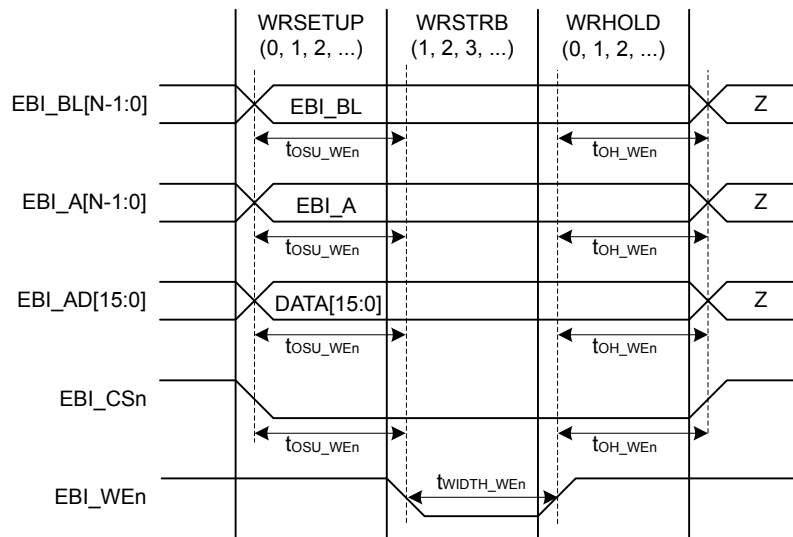 WRSETUP WRSTRB WRHOLD
(0, 1, 2, ...) (1, 2, 3, ...) (0, 1, 2, ...)
EBI_BL[N-1:0] EBI_BL Z
tOSU_WEn tOH_WEn
EBI_A[N-1:0] EBI_A Z
tOSU_WEn tOH_WEn
EBI_AD[15:0] DATA[15:0] Z
tOSU_WEn tOH_WEn
EBI_CSn
tOSU_WEn tOH_WEn
tWIDTH_WEn
EBI_WEn